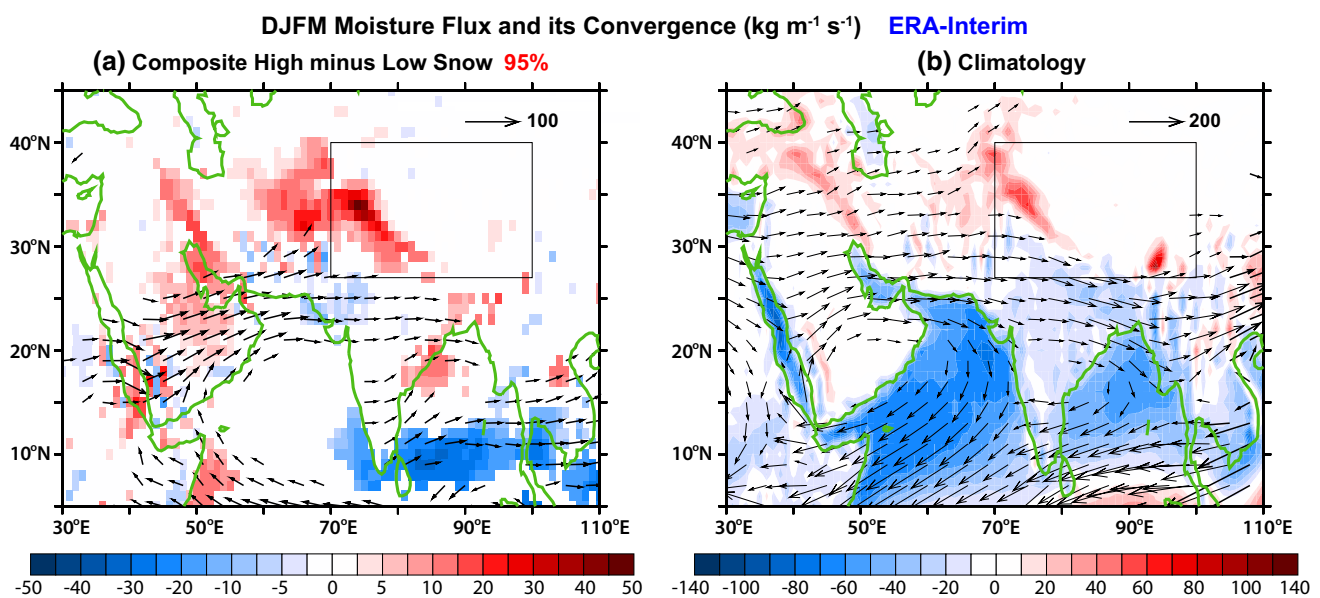 DJFM Moisture Flux and its Convergence (kg m⁻¹ s⁻¹) ERA-Interim
(a) Composite High minus Low Snow 95%
(b) Climatology
100
200
40°N
30°N
20°N
10°N
30°E 50°E 70°E 90°E 110°E
40°N
30°N
20°N
10°N
30°E 50°E 70°E 90°E 110°E
-50 -40 -30 -20 -10 -5 0 5 10 20 30 40 50
-140 -100 -80 -60 -40 -20 0 20 40 60 80 100 140